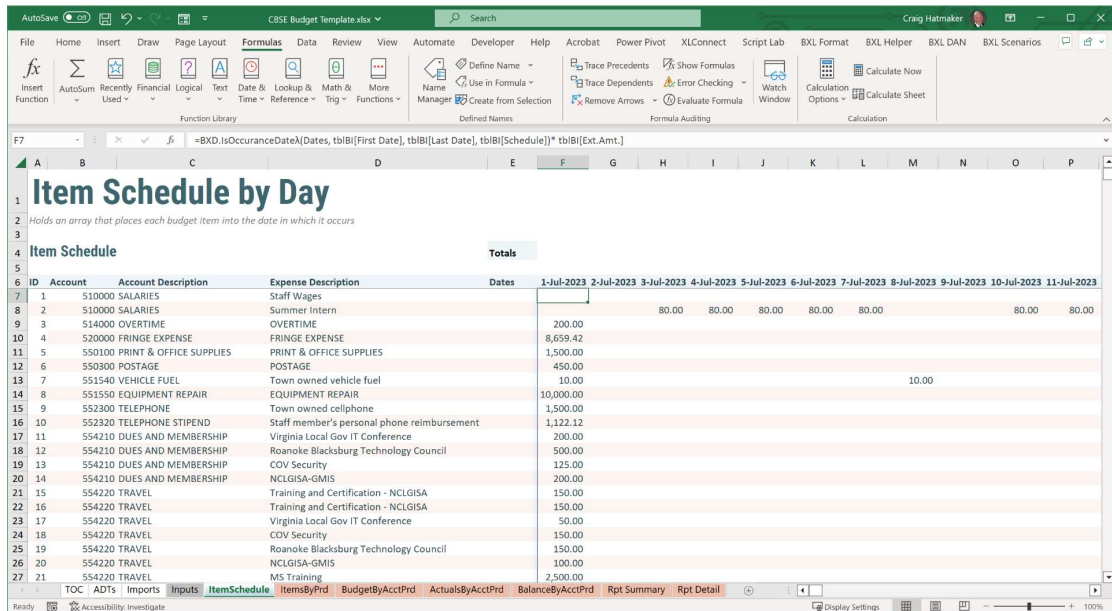 AutoSave Off CBSE Budget Template.xlsx Search Craig Hatmaker
File Home Insert Draw Page Layout Formulas Data Review View Automate Developer Help Acrobat Power Pivot XLConnect Script Lab BXL Format BXL Helper BXL DAN BXL Scenarios
fx Σ ? A Q θ
Insert Function AutoSum Recently Used Financial Logical Text Date & Time Lookup & Reference Math & Trig More Functions Name Manager Define Name Use in Formula Create from Selection Trace Precedents Trace Dependents Remove Arrows Show Formulas Error Checking Evaluate Formula Watch Window Calculation Options Calculate Now Calculate Sheet
Function Library Defined Names Formula Auditing Calculation
F7 fx =BXD.IsOccuranceDateλ(Dates, tblBI[First Date], tblBI[Last Date], tblBI[Schedule])* tblBI[Ext.Amt.]
A B C D E F G H I J K L M N O P
1 Item Schedule by Day
2 Holds an array that places each budget item into the date in which it occurs
3
4 Item Schedule Totals
5
6 ID Account Account Description Expense Description Dates 1-Jul-2023 2-Jul-2023 3-Jul-2023 4-Jul-2023 5-Jul-2023 6-Jul-2023 7-Jul-2023 8-Jul-2023 9-Jul-2023 10-Jul-2023 11-Jul-2023
7 1 510000 SALARIES Staff Wages
8 2 510000 SALARIES Summer Intern 80.00 80.00 80.00 80.00 80.00 80.00 80.00
9 3 514000 OVERTIME OVERTIME 200.00
10 4 520000 FRINGE EXPENSE FRINGE EXPENSE 8,659.42
11 5 550100 PRINT & OFFICE SUPPLIES PRINT & OFFICE SUPPLIES 1,500.00
12 6 550300 POSTAGE POSTAGE 450.00
13 7 551540 VEHICLE FUEL Town owned vehicle fuel 10.00 10.00
14 8 551550 EQUIPMENT REPAIR EQUIPMENT REPAIR 10,000.00
15 9 552300 TELEPHONE Town owned cellphone 1,500.00
16 10 552320 TELEPHONE STIPEND Staff member's personal phone reimbursement 1,122.12
17 11 554210 DUES AND MEMBERSHIP Virginia Local Gov IT Conference 200.00
18 12 554210 DUES AND MEMBERSHIP Roanoke Blacksburg Technology Council 500.00
19 13 554210 DUES AND MEMBERSHIP COV Security 125.00
20 14 554210 DUES AND MEMBERSHIP NCLGISA-GMIS 200.00
21 15 554220 TRAVEL Training and Certification - NCLGISA 150.00
22 16 554220 TRAVEL Training and Certification - NCLGISA 150.00
23 17 554220 TRAVEL Virginia Local Gov IT Conference 50.00
24 18 554220 TRAVEL COV Security 150.00
25 19 554220 TRAVEL Roanoke Blacksburg Technology Council 150.00
26 20 554220 TRAVEL NCLGISA-GMIS 100.00
27 21 554220 TRAVEL MS Training 2,500.00
TOC ADTs Imports Inputs ItemSchedule ItemsByPrd BudgetByAcctPrd ActualsByAcctPrd BalanceByAcctPrd Rpt Summary Rpt Detail
Ready Accessibility: Investigate Display Settings 100%